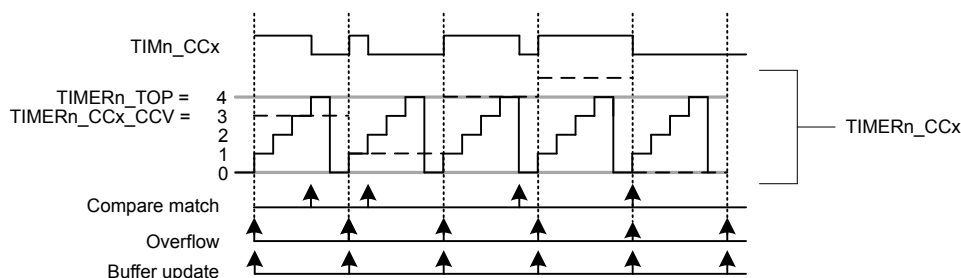 TIMn_CCx
TIMERn_TOP = 4
TIMERn_CCx_CCV = 3
2
1
0
TIMERn_CCx
Compare match
Overflow
Buffer update